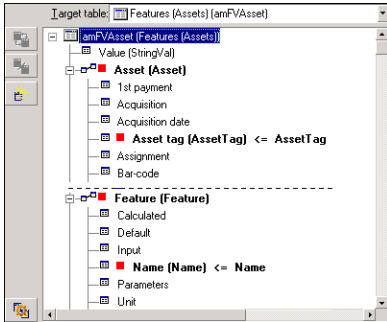 Target table: Features (Assets) (amFVAsset)
amFVAsset (Features (Assets))
Value (StringVal)
Asset (Asset)
1st payment
Acquisition
Acquisition date
Asset tag (AssetTag) <= AssetTag
Assignment
Bar-code
Feature (Feature)
Calculated
Default
Input
Name (Name) <= Name
Parameters
Unit